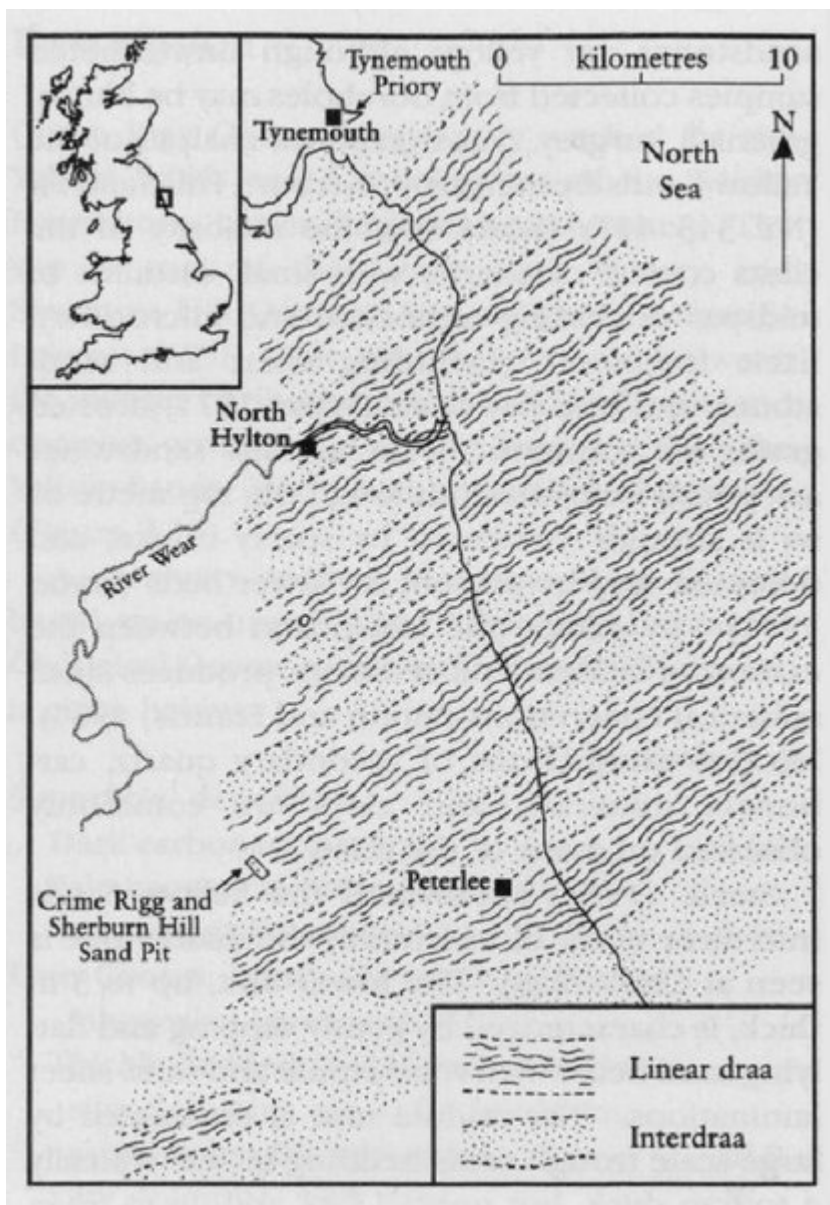 Tynemouth
Priory
0 kilometres 10
Tynemouth
N
North
Sea
North
Hylton
River Wear
Crime Rigg and
Sherburn Hill
Sand Pit
Peterlee
Linear draa
Interdraa